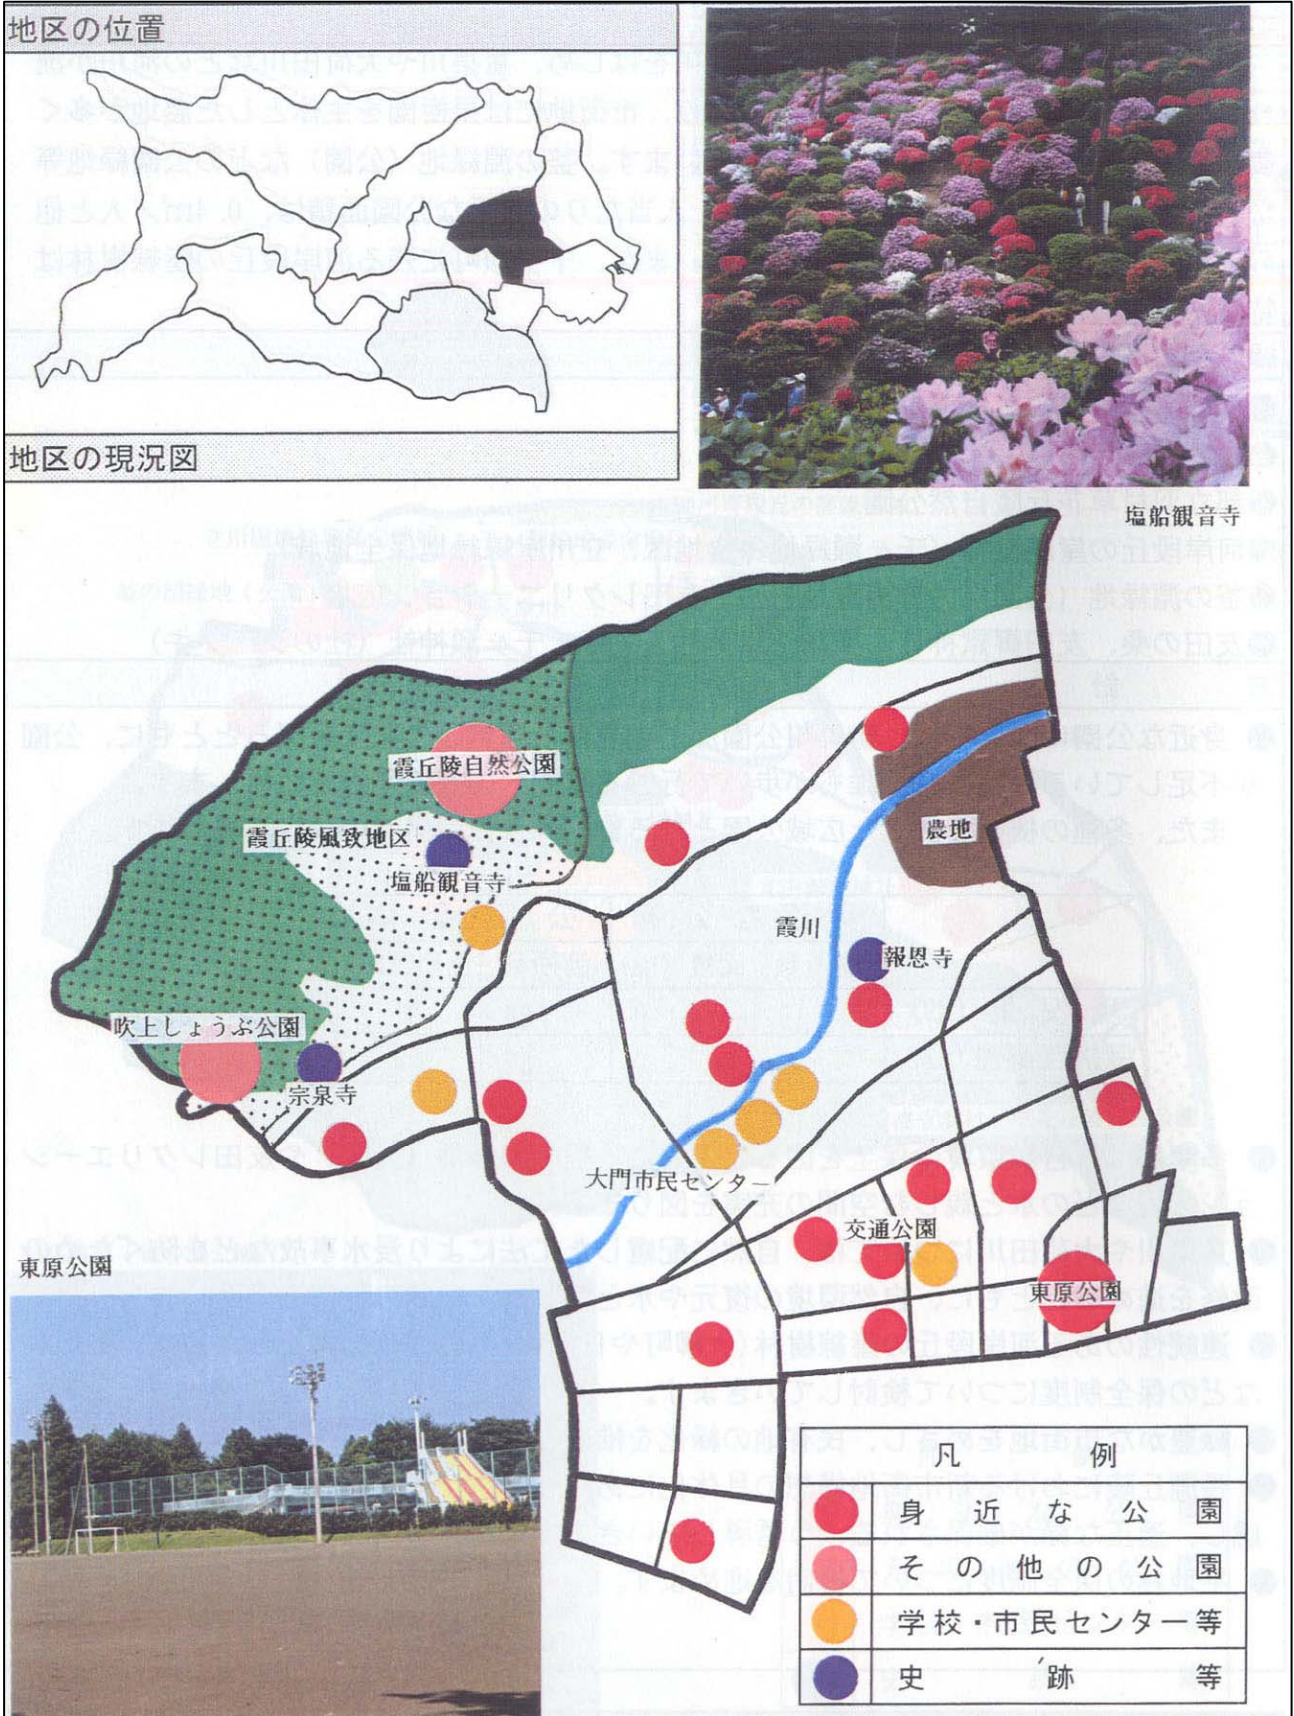 地区の位置
塩船観音寺
地区の現況図
霞丘陵自然公園
霞丘陵風致地区
塩船観音寺
農地
霞川
報恩寺
吹上しょうぶ公園
宗泉寺
大門市民センター
交通公園
東原公園
東原公園
凡例
身近な公園
その他の公園
学校・市民センター等
史跡等